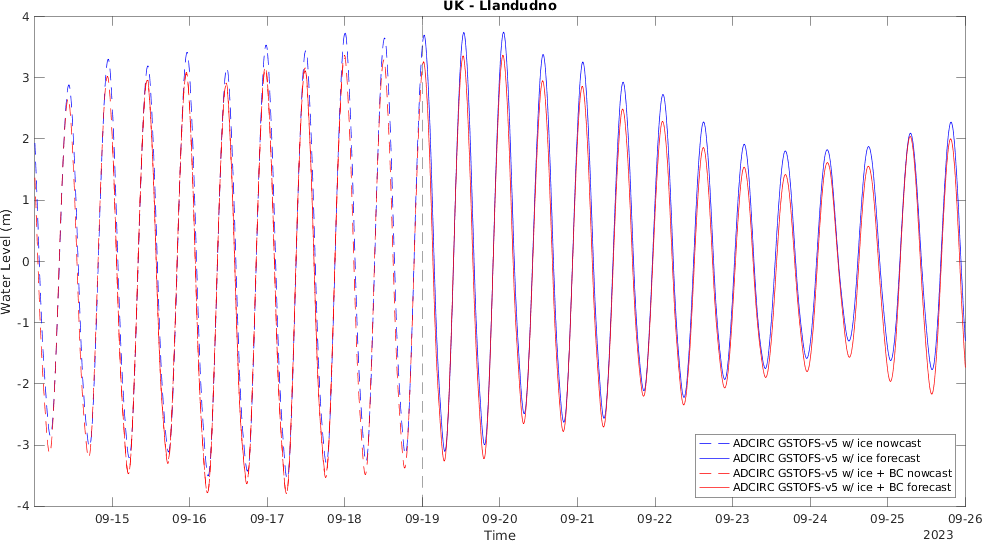 UK - Llandudno
4
3
2
1
0
-1
-2
-3
-4
Water Level (m)
ADCIRC GSTOFS-v5 w/ ice nowcast
ADCIRC GSTOFS-v5 w/ ice forecast
ADCIRC GSTOFS-v5 w/ ice + BC nowcast
ADCIRC GSTOFS-v5 w/ ice + BC forecast
09-15 09-16 09-17 09-18 09-19 09-20 09-21 09-22 09-23 09-24 09-25 09-26
Time
2023